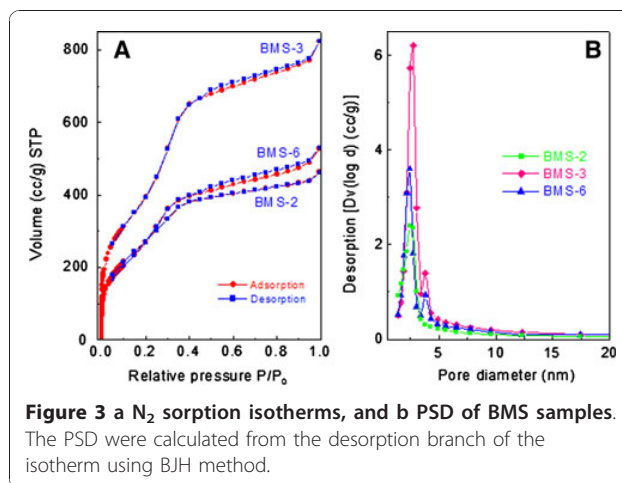 A
B
BMS-3
BMS-6
BMS-2
Adsorption
Desorption
Volume (cc/g) STP
800
600
400
200
0
0.0 0.2 0.4 0.6 0.8 1.0
Relative pressure P/P₀
BMS-2
BMS-3
BMS-6
Desorption [Dv(log d) (cc/g)
6
4
2
0
5 10 15 20
Pore diameter (nm)
Figure 3 a N₂ sorption isotherms, and b PSD of BMS samples.
The PSD were calculated from the desorption branch of the
isotherm using BJH method.